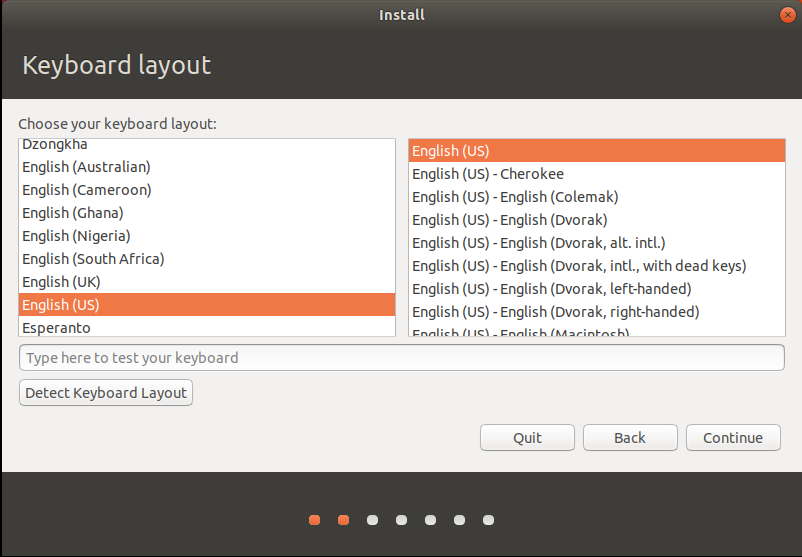 Install
Keyboard layout
Choose your keyboard layout:
Dzongkha
English (Australian)
English (Cameroon)
English (Ghana)
English (Nigeria)
English (South Africa)
English (UK)
English (US)
Esperanto
English (US)
English (US) - Cherokee
English (US) - English (Colemak)
English (US) - English (Dvorak)
English (US) - English (Dvorak, alt. intl.)
English (US) - English (Dvorak, intl., with dead keys)
English (US) - English (Dvorak, left-handed)
English (US) - English (Dvorak, right-handed)
English (US) - English (Macintosh)
Type here to test your keyboard
Detect Keyboard Layout
Quit
Back
Continue